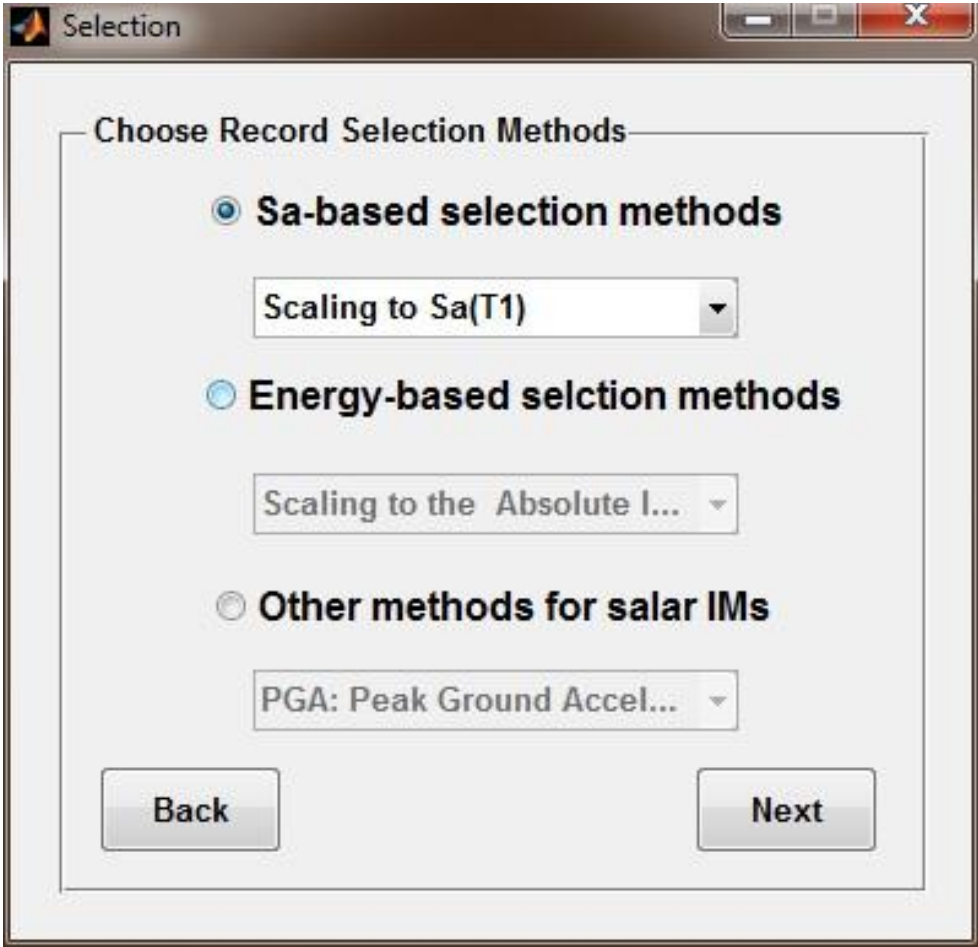 Selection
Choose Record Selection Methods
Sa-based selection methods
Scaling to Sa(T1)
Energy-based selction methods
Scaling to the  Absolute I...
Other methods for salar IMs
PGA: Peak Ground Accel...
Back
Next